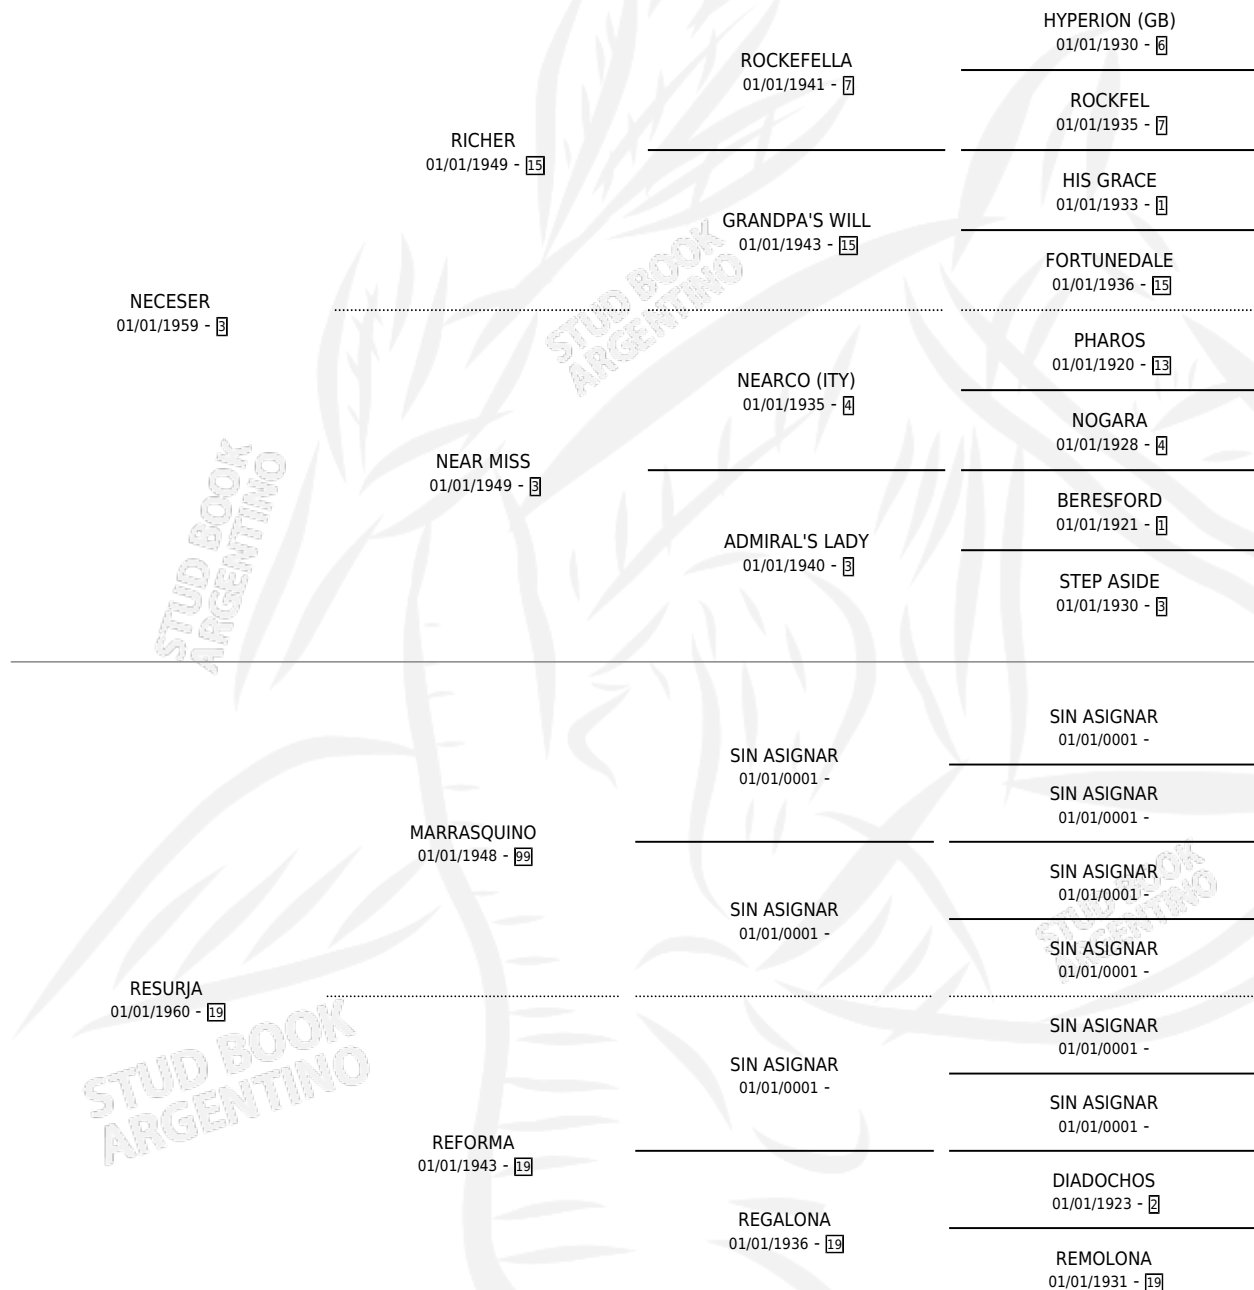 HYPERION (GB)
01/01/1930 - 6
ROCKEFELLA
01/01/1941 - 7
ROCKFEL
01/01/1935 - 7
RICHER
01/01/1949 - 15
HIS GRACE
01/01/1933 - 1
GRANDPA'S WILL
01/01/1943 - 15
FORTUNEDALE
01/01/1936 - 15
NECESER
01/01/1959 - 3
PHAROS
01/01/1920 - 13
NEARCO (ITY)
01/01/1935 - 4
NOGARA
01/01/1928 - 4
NEAR MISS
01/01/1949 - 3
BERESFORD
01/01/1921 - 1
ADMIRAL'S LADY
01/01/1940 - 3
STEP ASIDE
01/01/1930 - 3
SIN ASIGNAR
01/01/0001 -
SIN ASIGNAR
01/01/0001 -
SIN ASIGNAR
01/01/0001 -
MARRASQUINO
01/01/1948 - 99
SIN ASIGNAR
01/01/0001 -
SIN ASIGNAR
01/01/0001 -
SIN ASIGNAR
01/01/0001 -
RESURJA
01/01/1960 - 19
SIN ASIGNAR
01/01/0001 -
SIN ASIGNAR
01/01/0001 -
SIN ASIGNAR
01/01/0001 -
REFORMA
01/01/1943 - 19
DIADOCHOS
01/01/1923 - 2
REGALONA
01/01/1936 - 19
REMOLONA
01/01/1931 - 19
STUD BOOK
ARGENTINO
STUD BOOK
ARGENTINO
STUD BOOK
ARGENTINO
STUD BOOK
ARGENTINO